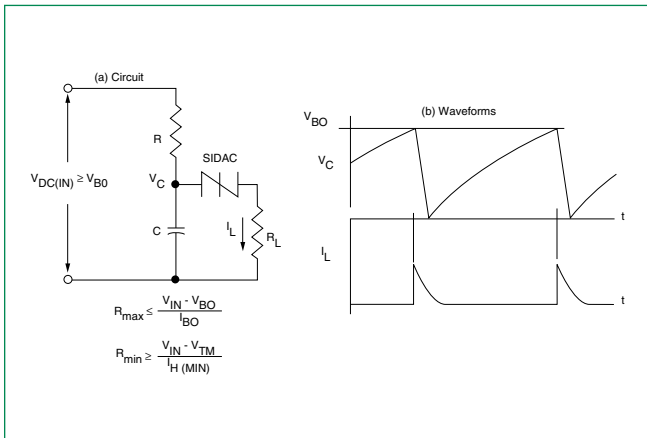 (a) Circuit
R
SIDAC
V_DC(IN) ≥ V_B0
V_C
C
I_L
R_L
R_max ≤ (V_IN - V_BO) / I_BO
R_min ≥ (V_IN - V_TM) / I_H (MIN)
(b) Waveforms
V_BO
V_C
t
I_L
t